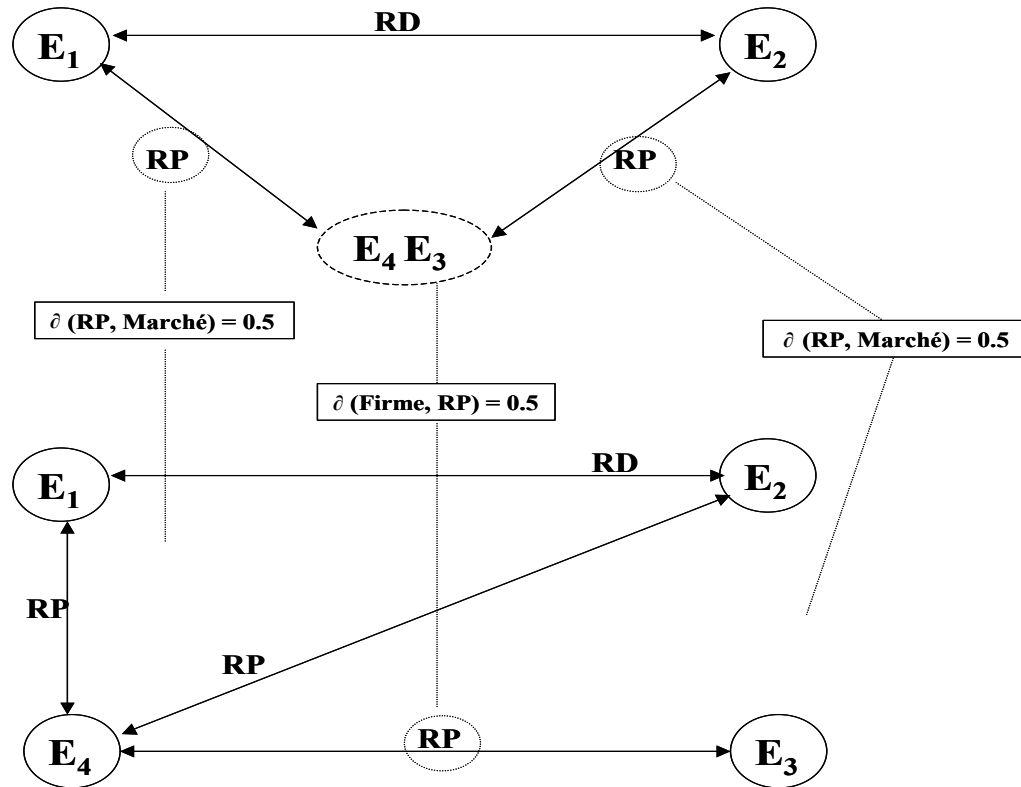 RD
E1
E2
RP
RP
E4 E3
∂ (RP, Marché) = 0.5
∂ (RP, Marché) = 0.5
∂ (Firme, RP) = 0.5
RD
E1
E2
RP
RP
RP
E4
E3